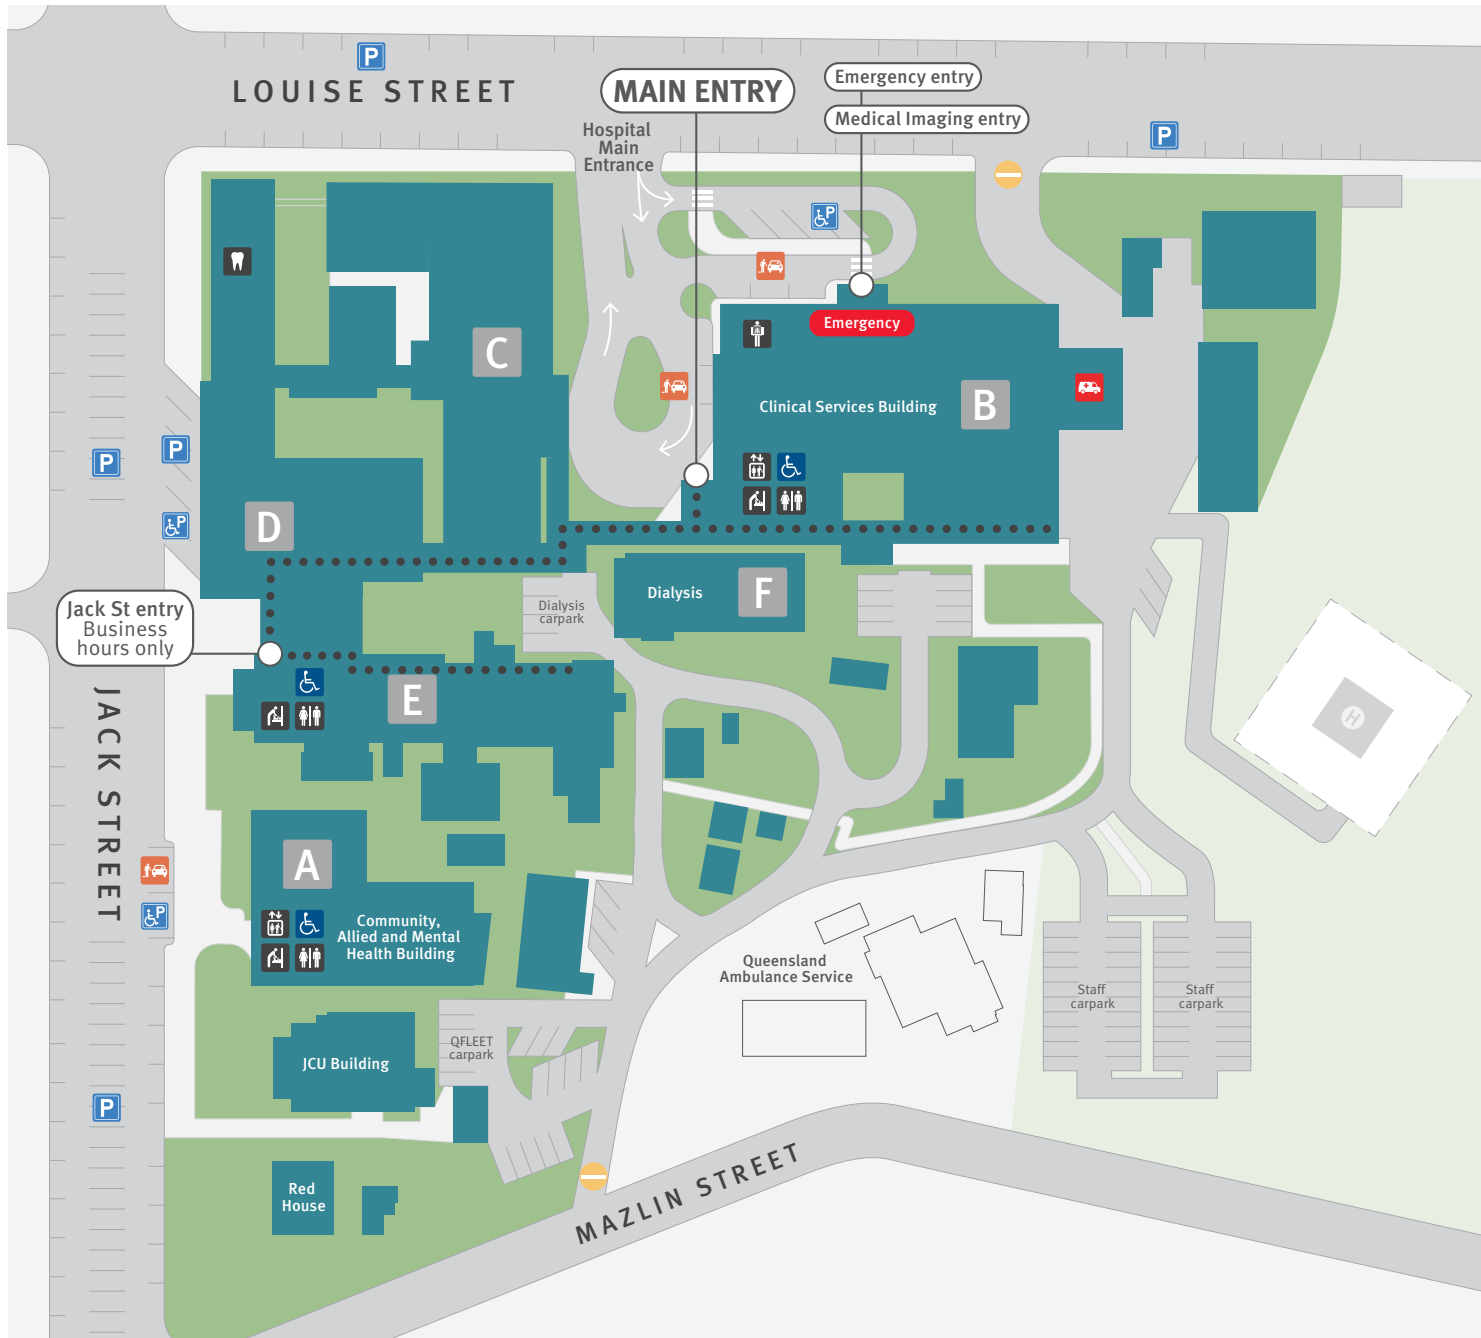 P
LOUISE STREET
MAIN ENTRY
Emergency entry
Medical Imaging entry
Hospital
Main
Entrance
P
P
Emergency
C
Clinical Services Building
B
P
P
P
D
Dialysis
F
Dialysis
carpark
Jack St entry
Business
hours only
E
JACK STREET
H
A
P
Community,
Allied and Mental
Health Building
Queensland
Ambulance Service
Staff
carpark
Staff
carpark
QFLEET
carpark
JCU Building
P
MAZLIN STREET
Red
House